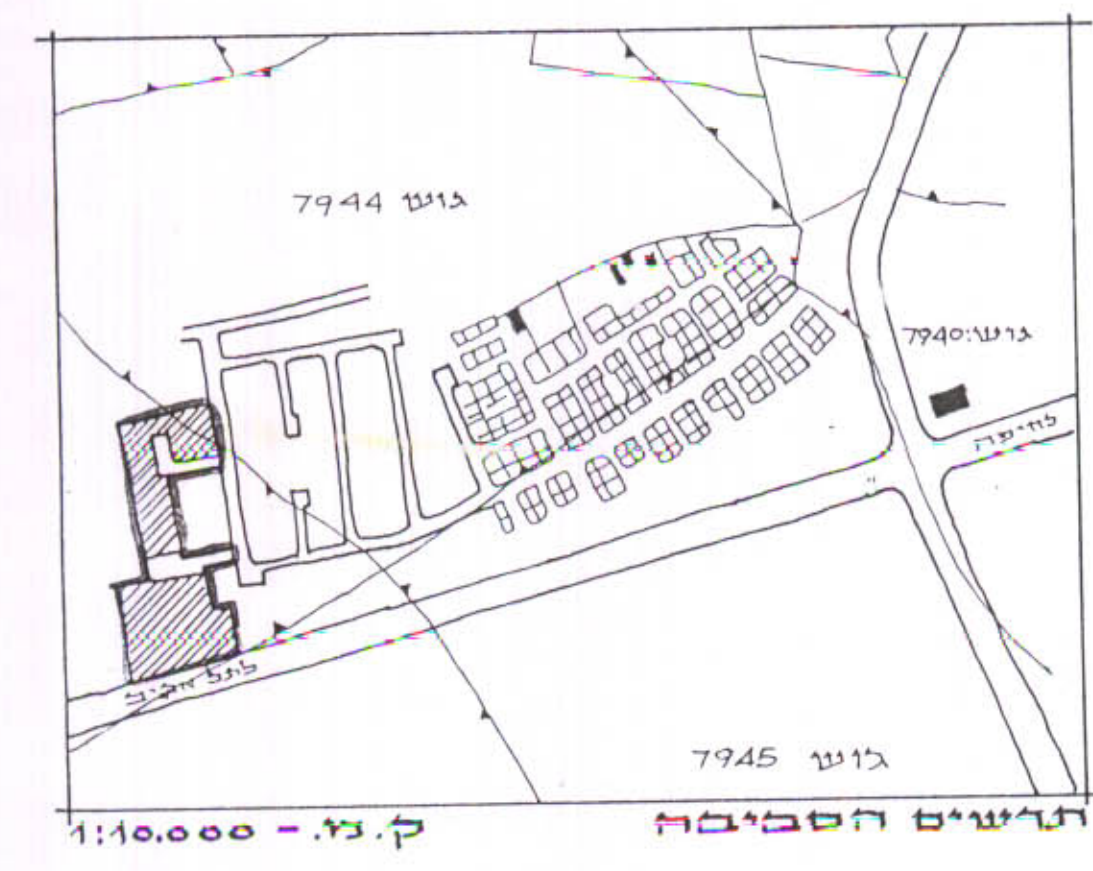 גוש 7944
גוש: 7940
לחיפה
לתל אביב
גוש 7945
תרשים הסביבה
ק.מ. - 1:10.000